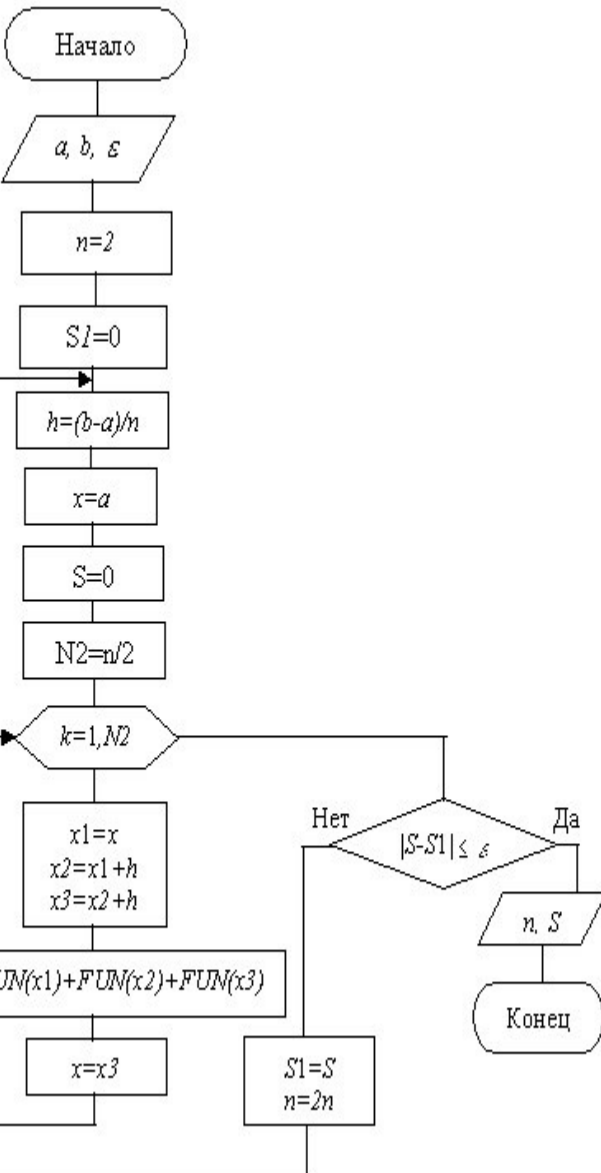 Начало
a, b, ε
n=2
S1=0
h=(b-a)/n
x=a
S=0
N2=n/2
k=1,N2
x1=x
x2=x1+h
x3=x2+h
UN(x1)+FUN(x2)+FUN(x3)
x=x3
Нет
|S-S1| ≤ ε
Да
n, S
Конец
S1=S
n=2n